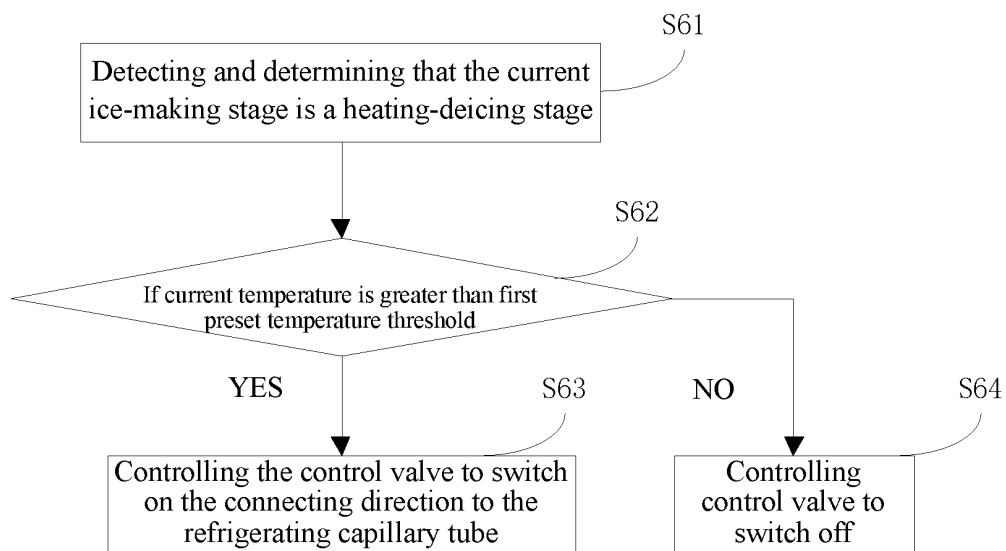 S61
Detecting and determining that the current
ice-making stage is a heating-deicing stage
S62
If current temperature is greater than first
preset temperature threshold
YES
NO
S63
S64
Controlling the control valve to switch
on the connecting direction to the
refrigerating capillary tube
Controlling
control valve to
switch off